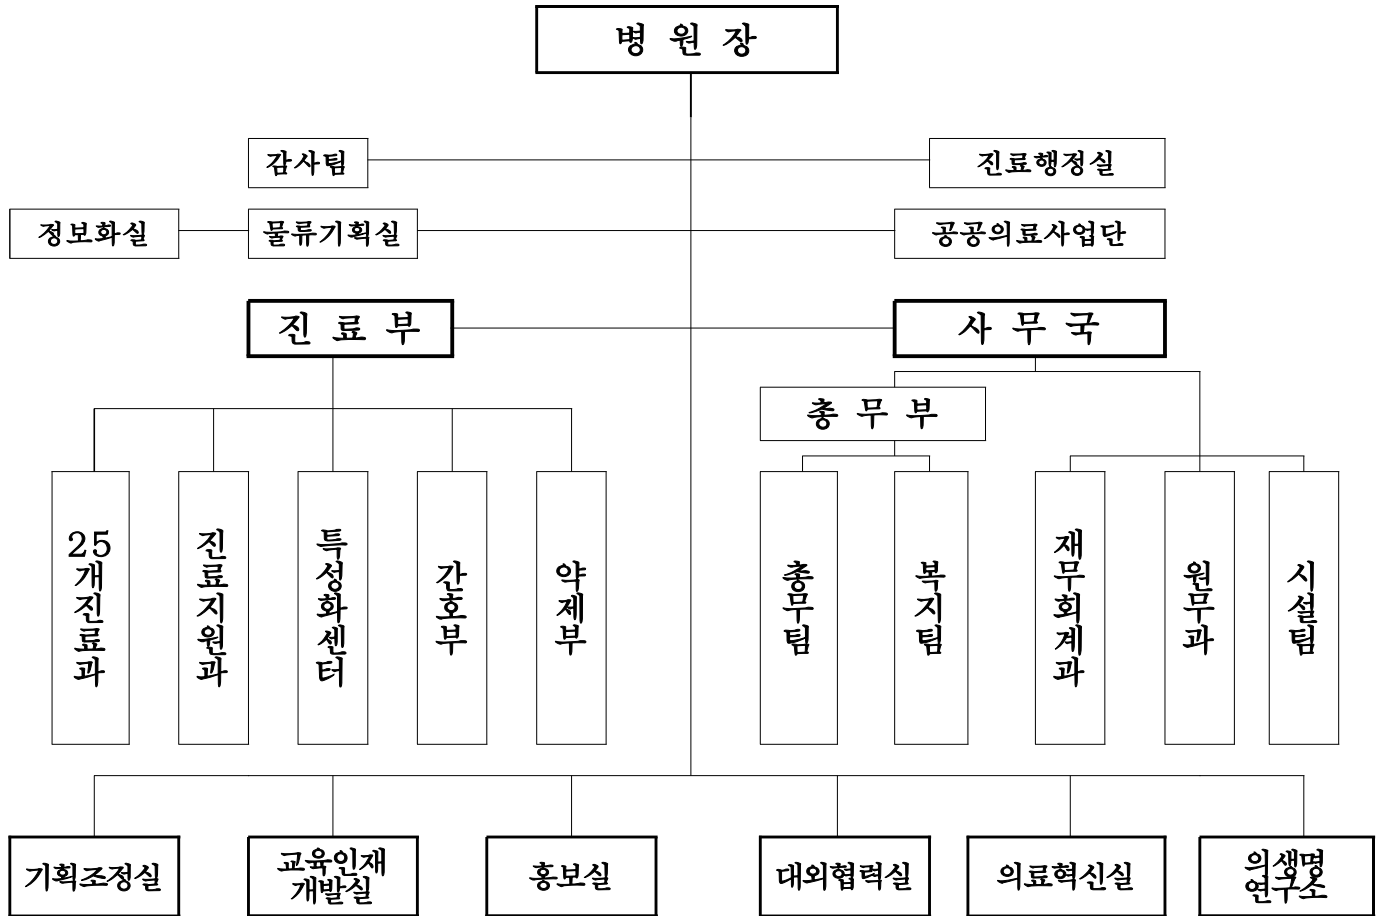 병 원 장
감사팀
진료행정실
정보화실
물류기획실
공공의료사업단
진 료 부
사 무 국
총 무 부
25개진료과
진료지원과
특성화센터
간호부
약제부
총무팀
복지팀
재무회계과
원무과
시설팀
기획조정실
교육인재
개발실
홍보실
대외협력실
의료혁신실
의생명
연구소